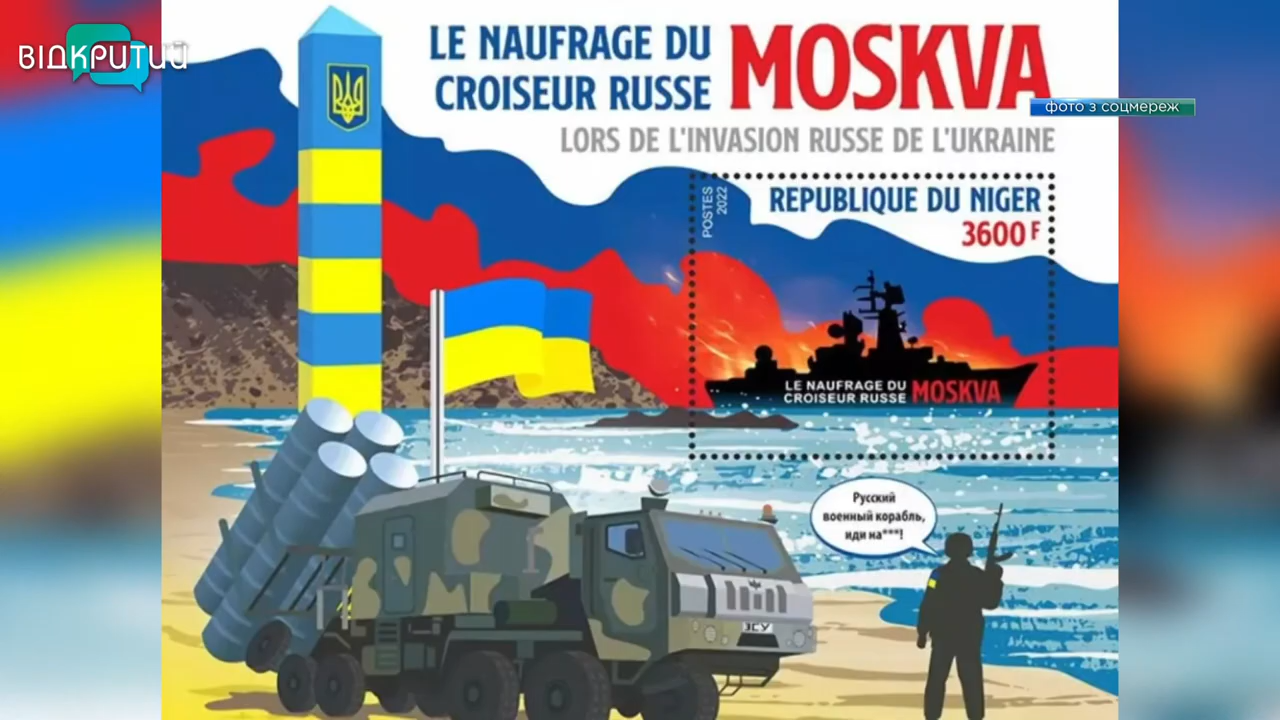 ВІДКРИТИЙ
LE NAUFRAGE DU
CROISEUR RUSSE
MOSKVA
фото з соцмереж
LORS DE L'INVASION RUSSE DE L'UKRAINE
POSTES
2022
REPUBLIQUE DU NIGER
3600 F
LE NAUFRAGE DU
CROISEUR RUSSE
MOSKVA
Русский
военный корабль,
иди на***!
ЗСУ